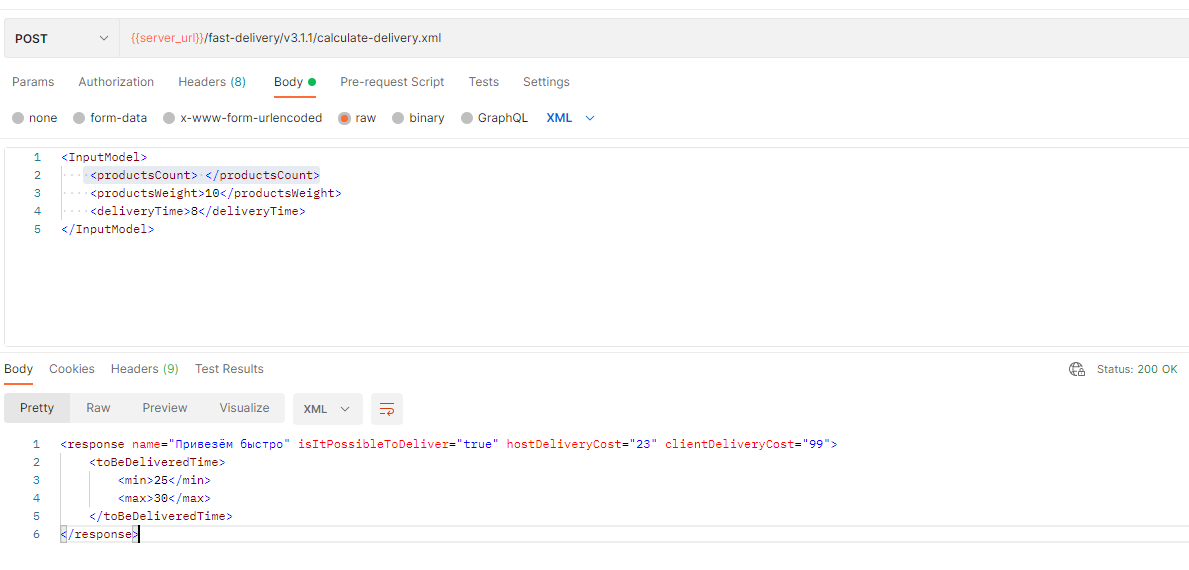 POST {{server_url}}/fast-delivery/v3.1.1/calculate-delivery.xml
Params Authorization Headers (8) Body Pre-request Script Tests Settings
none form-data x-www-form-urlencoded raw binary GraphQL XML
1 <InputModel>
2 ····<productsCount>·</productsCount>
3 ····<productsWeight>10</productsWeight>
4 ····<deliveryTime>8</deliveryTime>
5 </InputModel>
Body Cookies Headers (9) Test Results Status: 200 OK
Pretty Raw Preview Visualize XML
1 <response name="Привезём быстро" isItPossibleToDeliver="true" hostDeliveryCost="23" clientDeliveryCost="99">
2 <toBeDeliveredTime>
3 <min>25</min>
4 <max>30</max>
5 </toBeDeliveredTime>
6 </response>